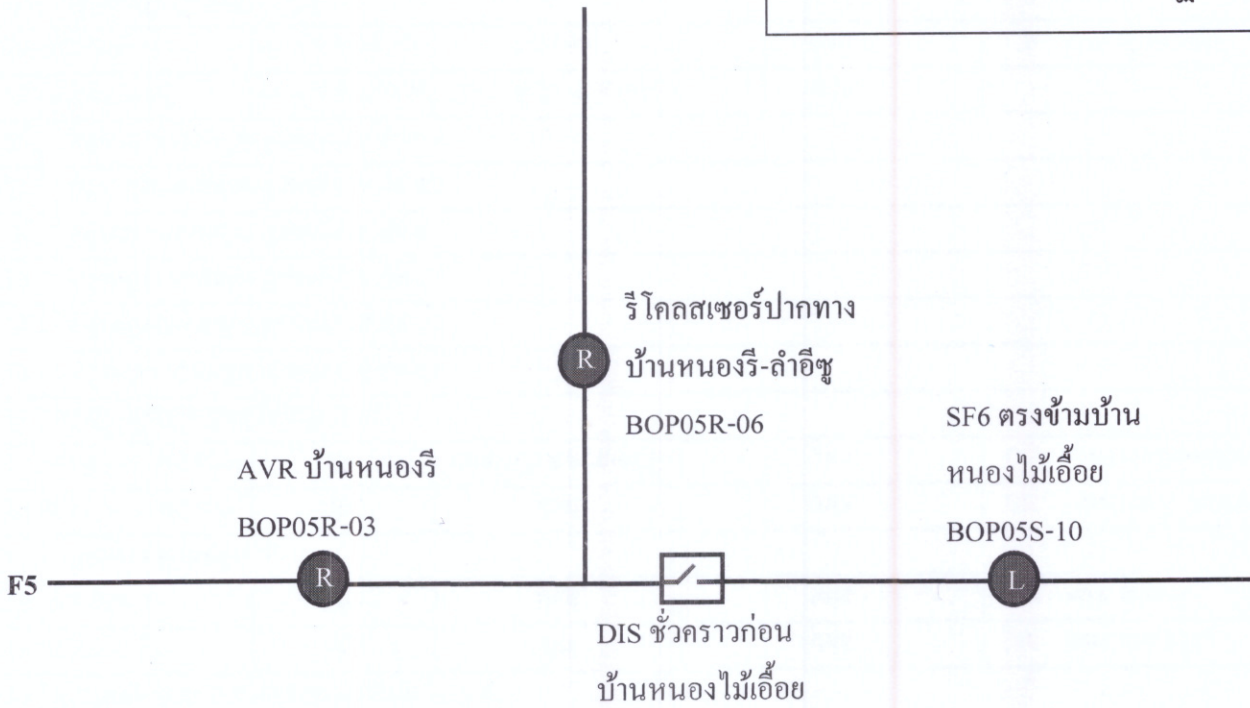 รีโคลสเซอร์ปากทาง
บ้านหนองรี-ลำอีซู
BOP05R-06
R
SF6 ตรงข้ามบ้าน
หนองไม้เอื้อย
BOP05S-10
L
AVR บ้านหนองรี
BOP05R-03
R
F5
DIS ชั่วคราวก่อน
บ้านหนองไม้เอื้อย